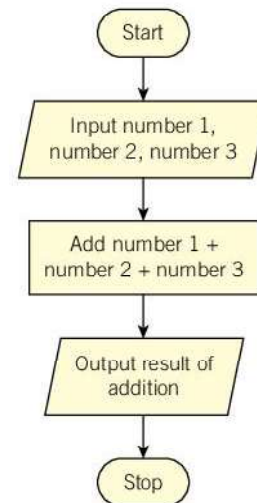 Start
Input number 1,
number 2, number 3
Add number 1 +
number 2 + number 3
Output result of
addition
Stop